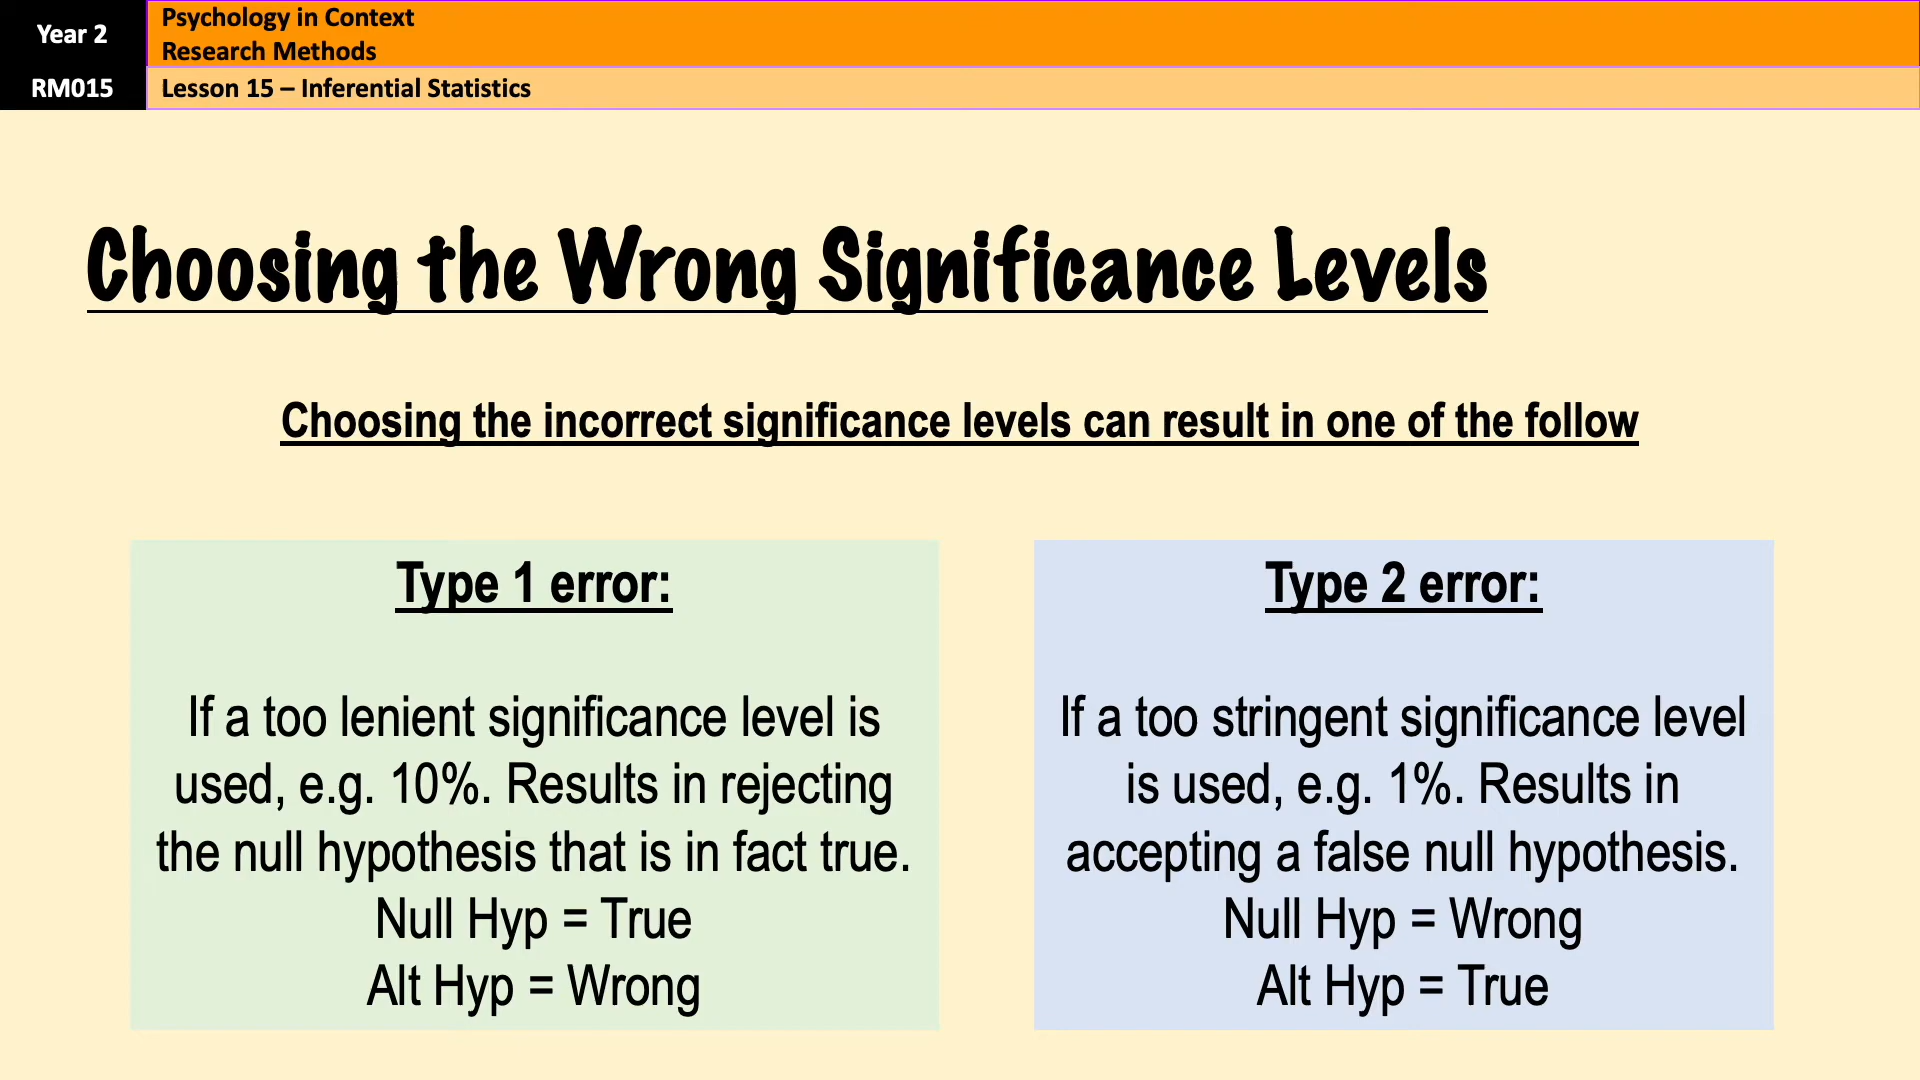 Year 2
Psychology in Context
Research Methods
RM015
Lesson 15 – Inferential Statistics
Choosing the Wrong Significance Levels
Choosing the incorrect significance levels can result in one of the follow
Type 1 error:
If a too lenient significance level is
used, e.g. 10%. Results in rejecting
the null hypothesis that is in fact true.
Null Hyp = True
Alt Hyp = Wrong
Type 2 error:
If a too stringent significance level
is used, e.g. 1%. Results in
accepting a false null hypothesis.
Null Hyp = Wrong
Alt Hyp = True